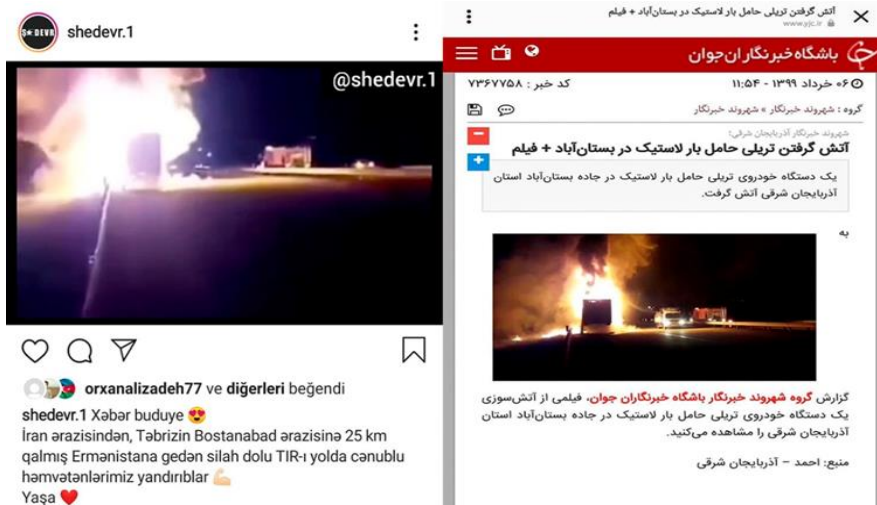 S★DEVR
shedevr.1
@shedevr.1
orxanalizadeh77 ve diğerleri beğendi
shedevr.1 Xəbər buduye 😍
İran ərazisindən, Təbrizin Bostanabad ərazisinə 25 km
qalmış Ermənistana gedən silah dolu TIR-ı yolda cənublu
həmvətənlərimiz yandırıblar 💪🏻
Yaşa ❤️
آتش گرفتن تریلی حامل بار لاستیک در بستان‌آباد + فیلم
www.yjc.ir
باشگاه خبرنگاران جوان
۰۶ خرداد ۱۳۹۹ - ۱۱:۵۴
کد خبر : ۷۳۶۷۷۵۸
گروه : شهروند خبرنگار » شهروند خبرنگار
شهروند خبرنگار آذربایجان شرقی؛
آتش گرفتن تریلی حامل بار لاستیک در بستان‌آباد + فیلم
یک دستگاه خودروی تریلی حامل بار لاستیک در جاده بستان‌آباد استان
آذربایجان شرقی آتش گرفت.
به
گزارش گروه شهروند خبرنگار باشگاه خبرنگاران جوان، فیلمی از آتش‌سوزی
یک دستگاه خودروی تریلی حامل بار لاستیک در جاده بستان‌آباد استان
آذربایجان شرقی را مشاهده می‌کنید.
منبع: احمد – آذربایجان شرقی